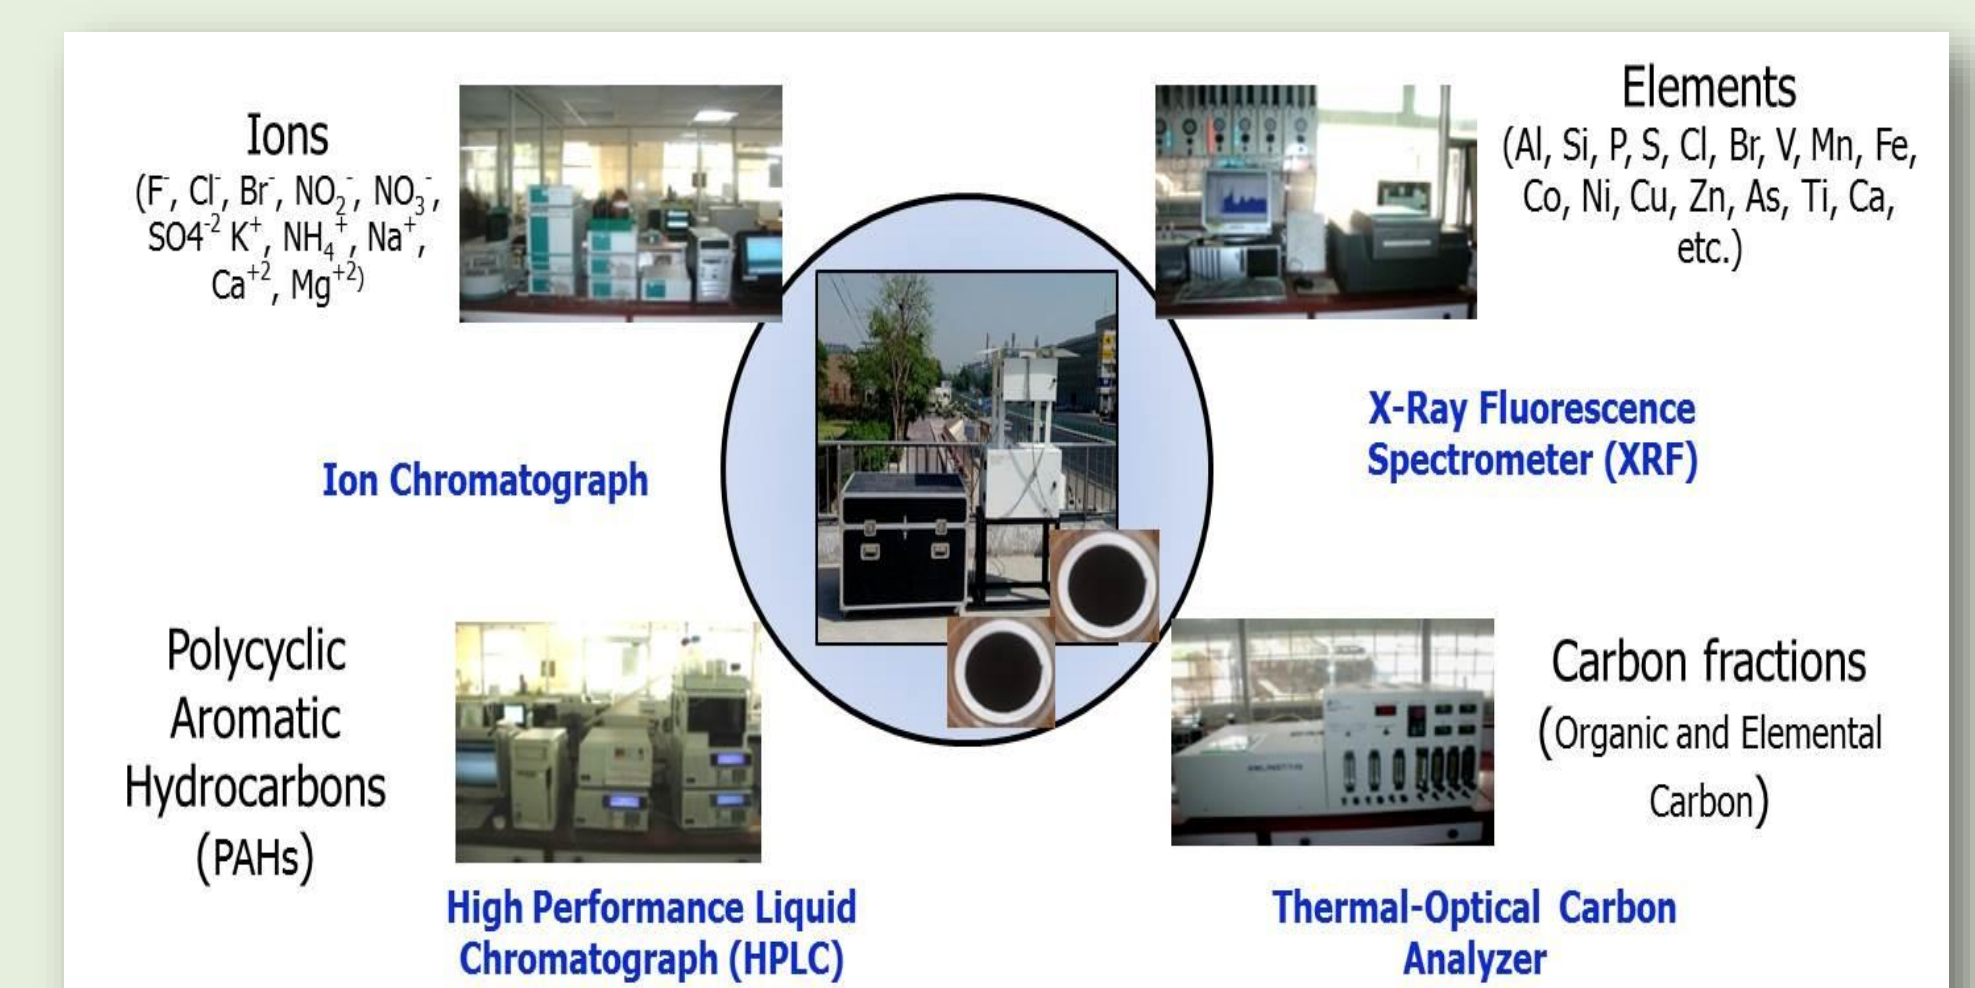 Ions
(F⁻, Cl⁻, Br⁻, NO₂⁻, NO₃⁻,
SO4⁻² K⁺, NH₄⁺, Na⁺,
Ca⁺², Mg⁺²⁾
Ion Chromatograph
Elements
(Al, Si, P, S, Cl, Br, V, Mn, Fe,
Co, Ni, Cu, Zn, As, Ti, Ca,
etc.)
X-Ray Fluorescence
Spectrometer (XRF)
Polycyclic
Aromatic
Hydrocarbons
(PAHs)
High Performance Liquid
Chromatograph (HPLC)
Carbon fractions
(Organic and Elemental
Carbon)
Thermal-Optical Carbon
Analyzer